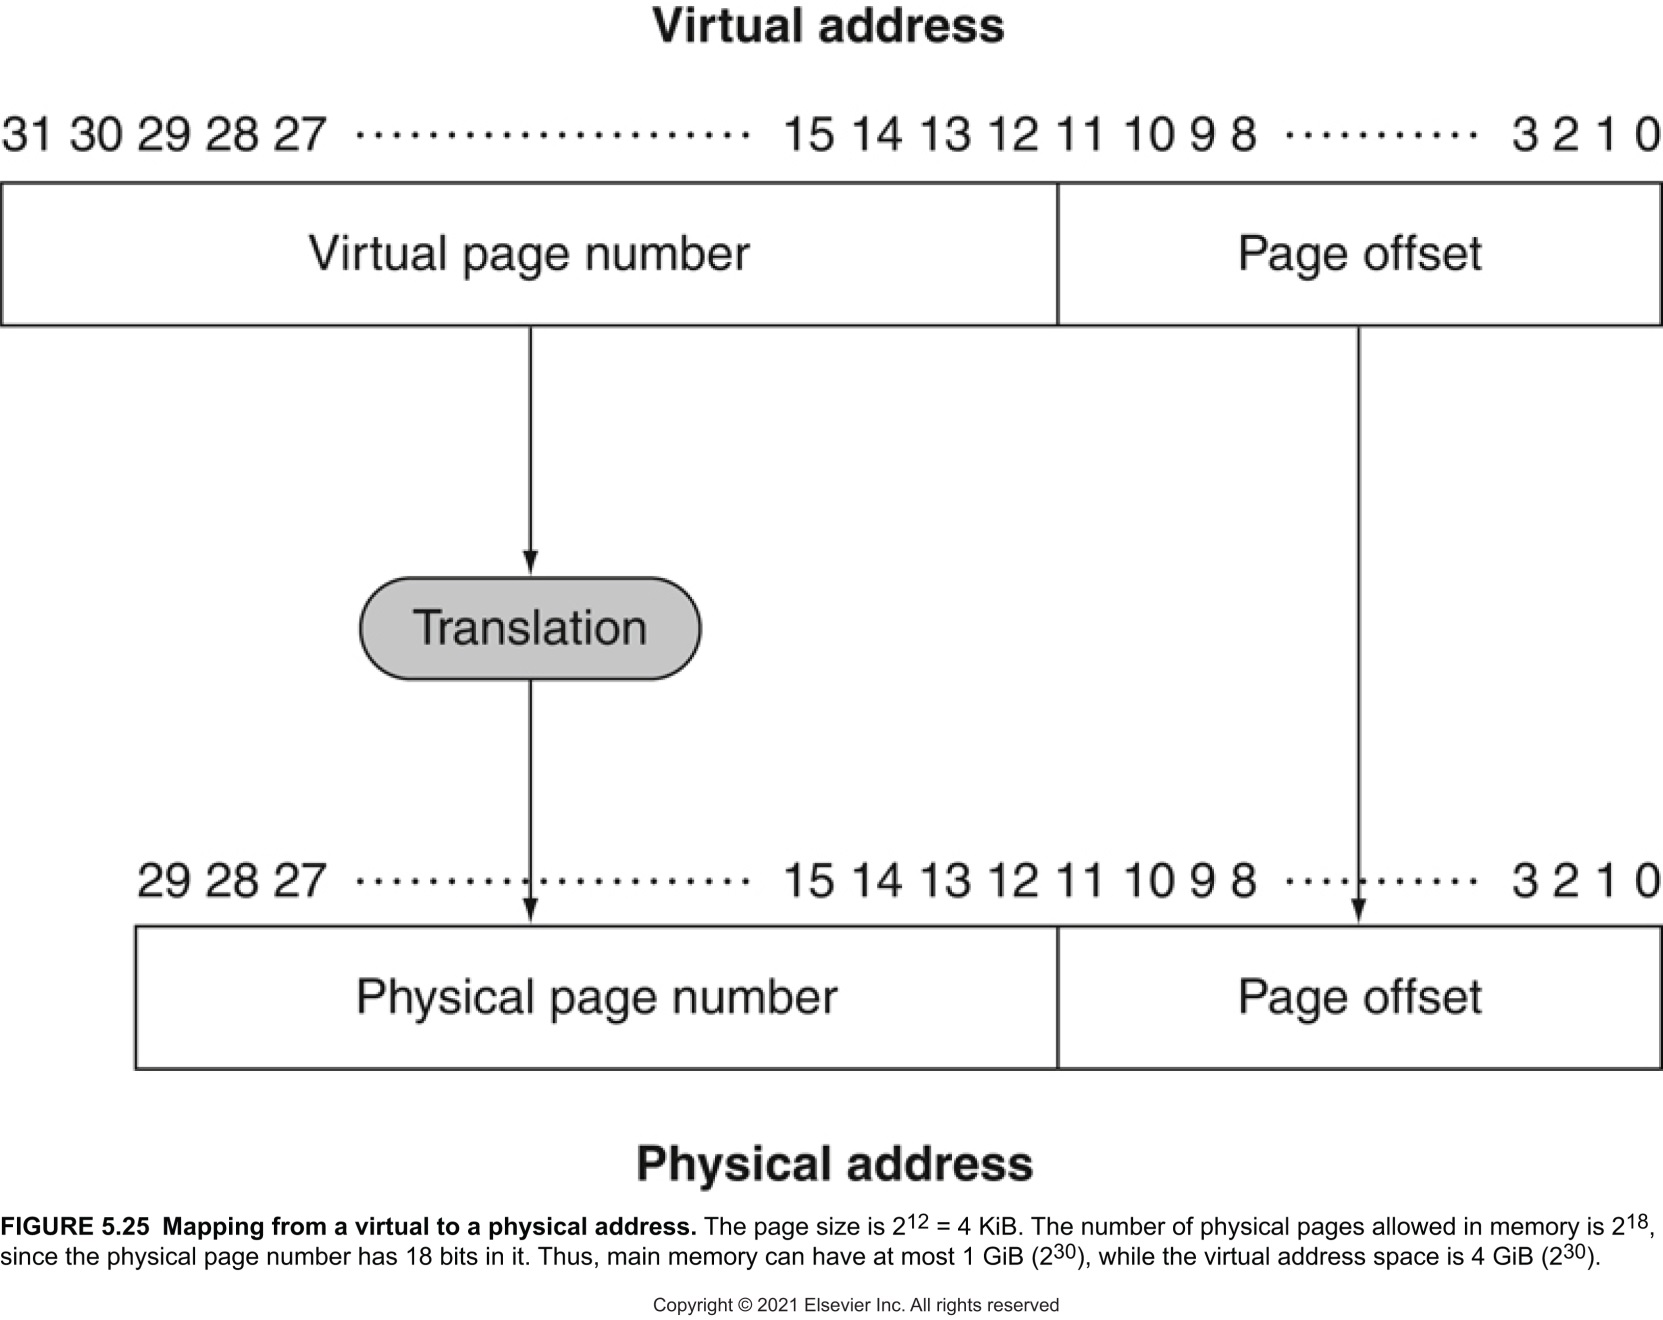 Virtual address
31 30 29 28 27 ...................... 15 14 13 12 11 10 9 8 ........... 3 2 1 0
Virtual page number Page offset
Translation
29 28 27 ...................... 15 14 13 12 11 10 9 8 ........... 3 2 1 0
Physical page number Page offset
Physical address
FIGURE 5.25 Mapping from a virtual to a physical address. The page size is 2¹² = 4 KiB. The number of physical pages allowed in memory is 2¹⁸,
since the physical page number has 18 bits in it. Thus, main memory can have at most 1 GiB (2³⁰), while the virtual address space is 4 GiB (2³⁰).
Copyright © 2021 Elsevier Inc. All rights reserved